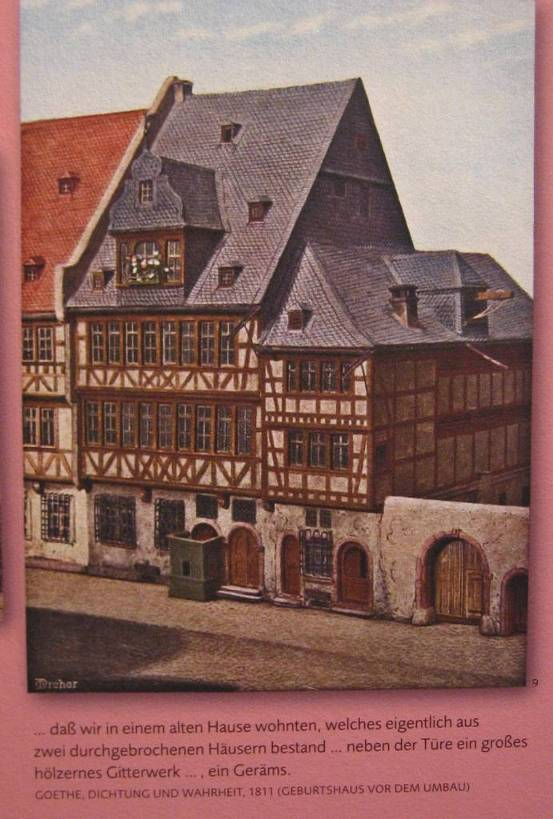 Dreher
9
... daß wir in einem alten Hause wohnten, welches eigentlich aus
zwei durchgebrochenen Häusern bestand ... neben der Türe ein großes
hölzernes Gitterwerk ... , ein Geräms.
GOETHE, DICHTUNG UND WAHRHEIT, 1811 (GEBURTSHAUS VOR DEM UMBAU)